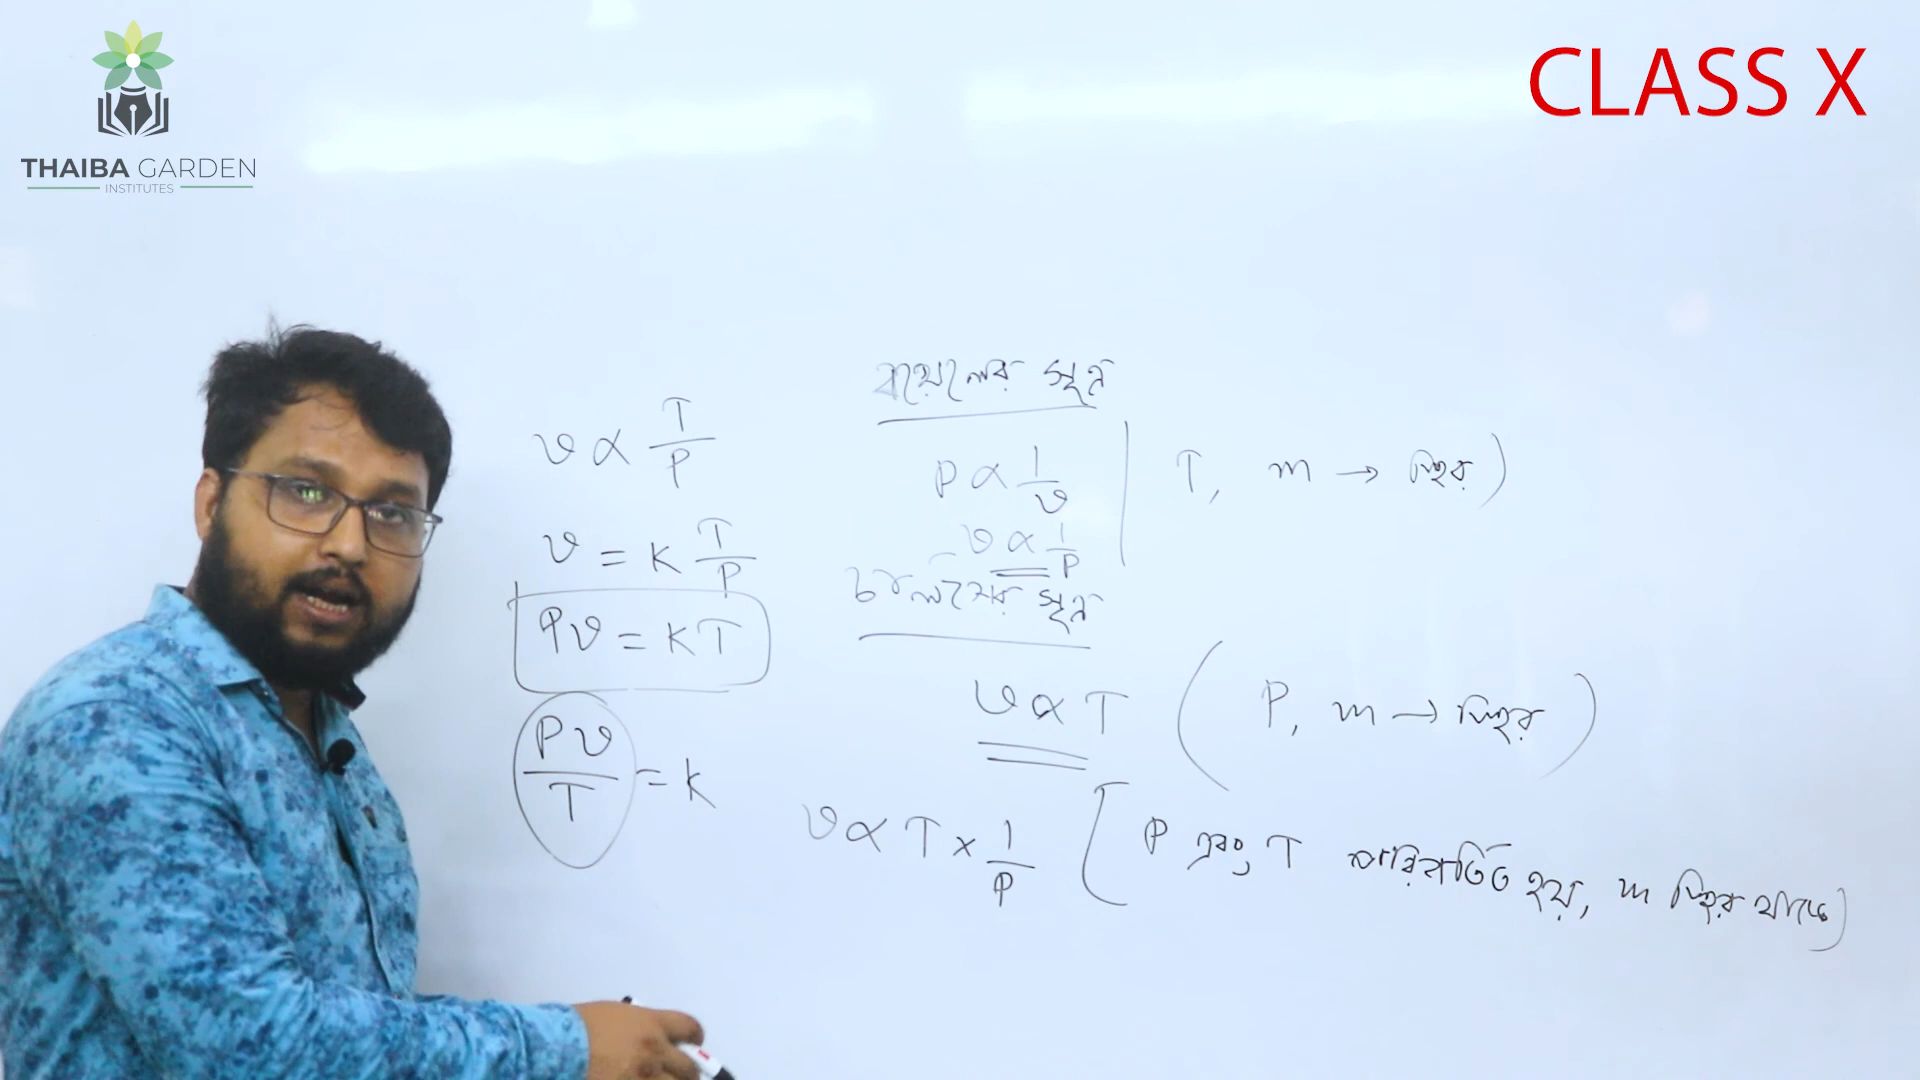 THAIBA GARDEN
INSTITUTES
CLASS X
v ∝ T/P
v = K T/P
Pv = KT
Pv/T = k
বয়েলের সূত্র
P ∝ 1/v
v ∝ 1/P
T, m → স্থির)
চার্লসের সূত্র
v ∝ T (P, m → স্থির)
v ∝ T × 1/P [P এবং T পরিবর্তিত হয়, m স্থির থাকে)